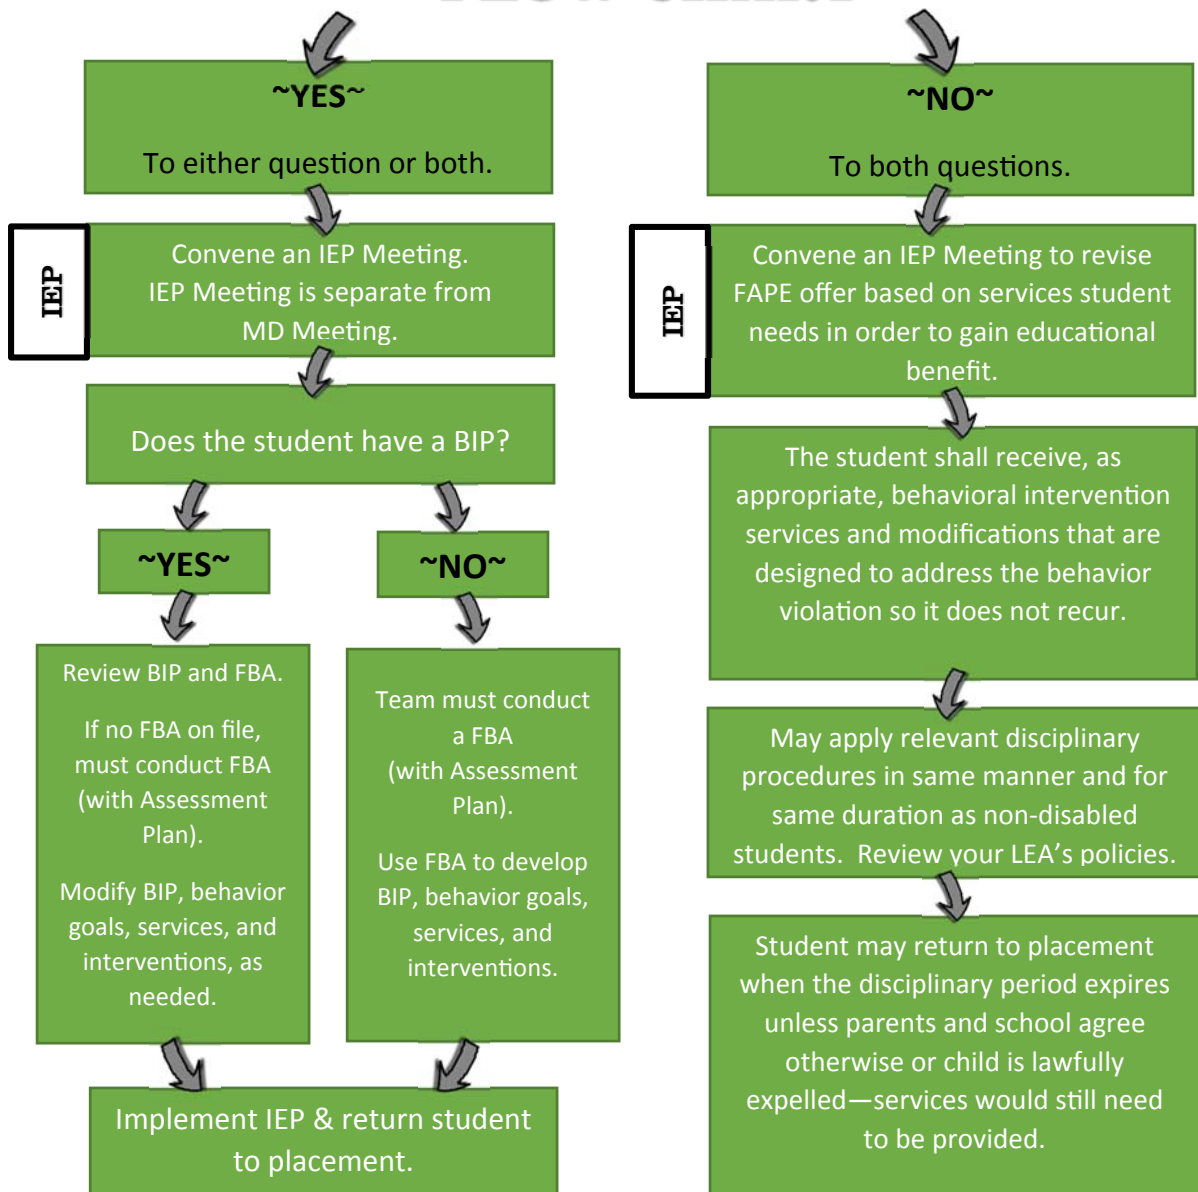 ~YES~
To either question or both.
IEP
Convene an IEP Meeting.
IEP Meeting is separate from
MD Meeting.
Does the student have a BIP?
~YES~
~NO~
Review BIP and FBA.
If no FBA on file,
must conduct FBA
(with Assessment
Plan).
Modify BIP, behavior
goals, services, and
interventions, as
needed.
Team must conduct
a FBA
(with Assessment
Plan).
Use FBA to develop
BIP, behavior goals,
services, and
interventions.
Implement IEP & return student
to placement.
~NO~
To both questions.
IEP
Convene an IEP Meeting to revise
FAPE offer based on services student
needs in order to gain educational
benefit.
The student shall receive, as
appropriate, behavioral intervention
services and modifications that are
designed to address the behavior
violation so it does not recur.
May apply relevant disciplinary
procedures in same manner and for
same duration as non-disabled
students.  Review your LEA's policies.
Student may return to placement
when the disciplinary period expires
unless parents and school agree
otherwise or child is lawfully
expelled—services would still need
to be provided.